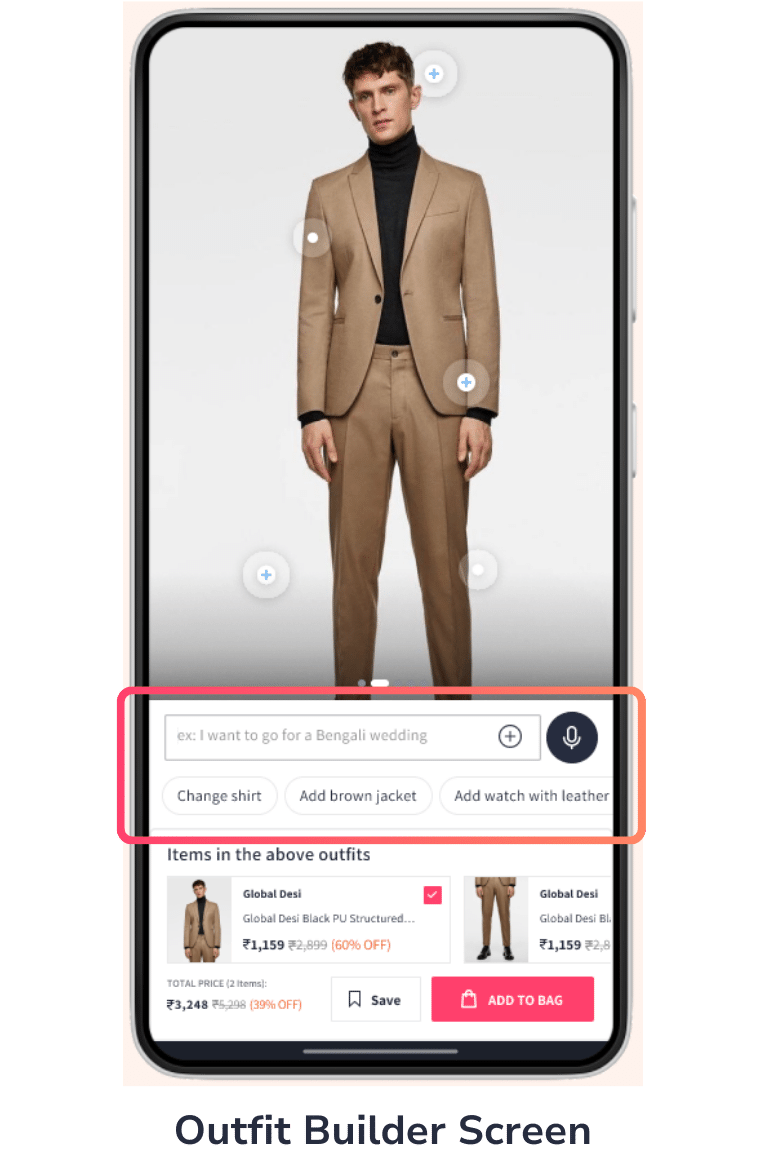 ex: I want to go for a Bengali wedding
Change shirt
Add brown jacket
Add watch with leather
Items in the above outfits
Global Desi
Global Desi Black PU Structured...
₹1,159 ₹2,899 (60% OFF)
Global Desi
Global Desi
₹1,159 ₹2,8
TOTAL PRICE (2 Items):
₹3,248 ₹5,298 (39% OFF)
Save
ADD TO BAG
Outfit Builder Screen